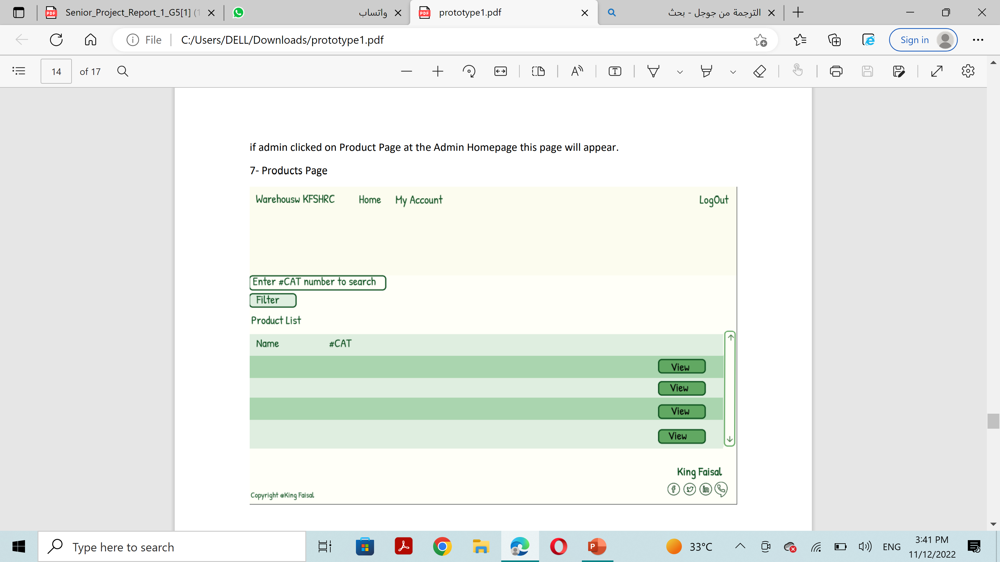 Senior_Project_Report_1_G5[1] (1
واتساب
prototype1.pdf
الترجمة من جوجل - بحث
File
C:/Users/DELL/Downloads/prototype1.pdf
Sign in
14 of 17
if admin clicked on Product Page at the Admin Homepage this page will appear.
7- Products Page
Warehousw KFSHRC Home My Account LogOut
Enter #CAT number to search
Filter
Product List
Name #CAT
View
View
View
View
King Faisal
Copyright @King Faisal
Type here to search
33°C
ENG
3:41 PM
11/12/2022